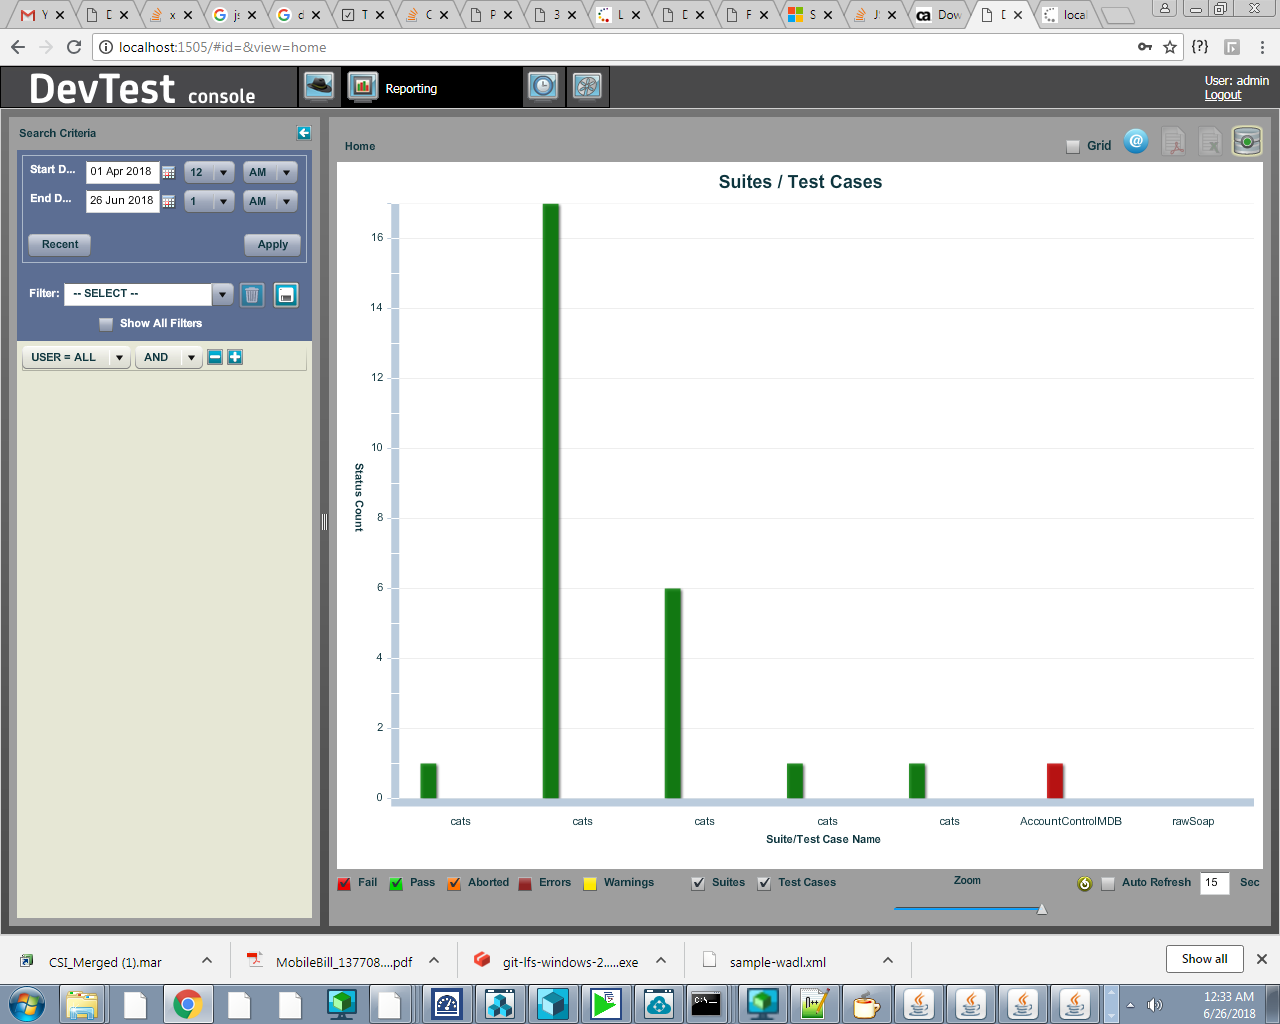 Y
D
x
js
d
T
C
P
3
L
D
F
S
JS
Dow
D
local
localhost:1505/#id=&view=home
{?}
DevTest console
Reporting
User: admin
Logout
Search Criteria
Start D...
01 Apr 2018
12
AM
End D...
26 Jun 2018
1
AM
Recent
Apply
Filter:
-- SELECT --
Show All Filters
USER = ALL
AND
Home
Grid
@
Suites / Test Cases
16
14
12
10
8
6
4
2
0
Status Count
cats
cats
cats
cats
cats
AccountControlMDB
rawSoap
Suite/Test Case Name
Fail
Pass
Aborted
Errors
Warnings
Suites
Test Cases
Zoom
Auto Refresh
15
Sec
CSI_Merged (1).mar
MobileBill_137708....pdf
git-lfs-windows-2.....exe
sample-wadl.xml
Show all
12:33 AM
6/26/2018